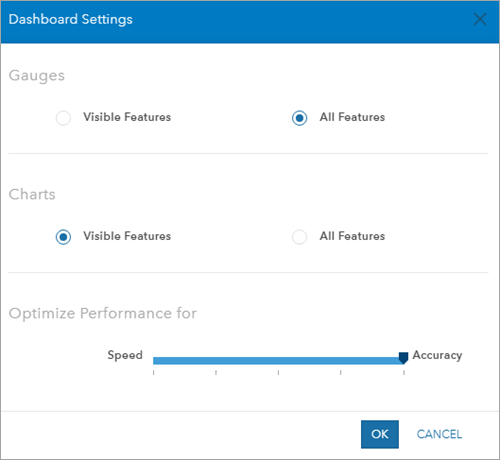 Dashboard Settings
Gauges
Visible Features All Features
Charts
Visible Features All Features
Optimize Performance for
Speed Accuracy
OK CANCEL